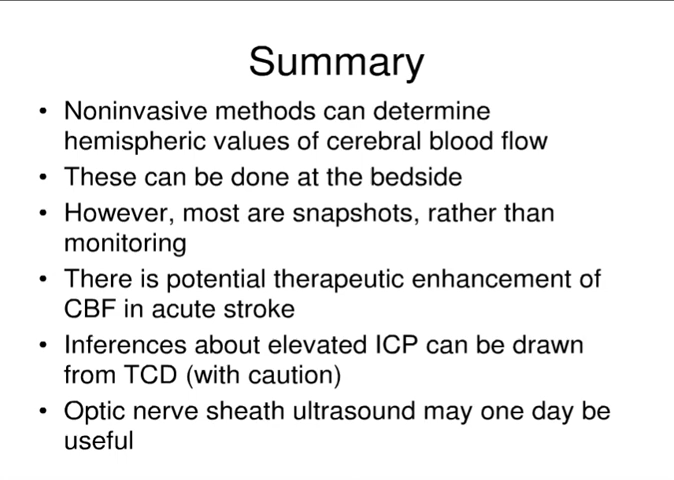 Summary
• Noninvasive methods can determine
hemispheric values of cerebral blood flow
• These can be done at the bedside
• However, most are snapshots, rather than
monitoring
• There is potential therapeutic enhancement of
CBF in acute stroke
• Inferences about elevated ICP can be drawn
from TCD (with caution)
• Optic nerve sheath ultrasound may one day be
useful